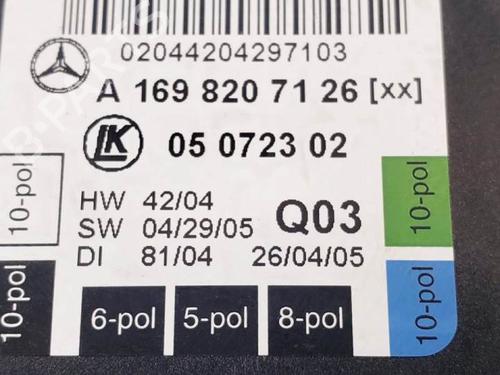 02044204297103
A 169 820 71 26 [xx]
LK 05 0723 02
10-pol
HW 42/04
SW 04/29/05
Q03
DI 81/04 26/04/05
10-pol
10-pol
6-pol
5-pol
8-pol
10-pol